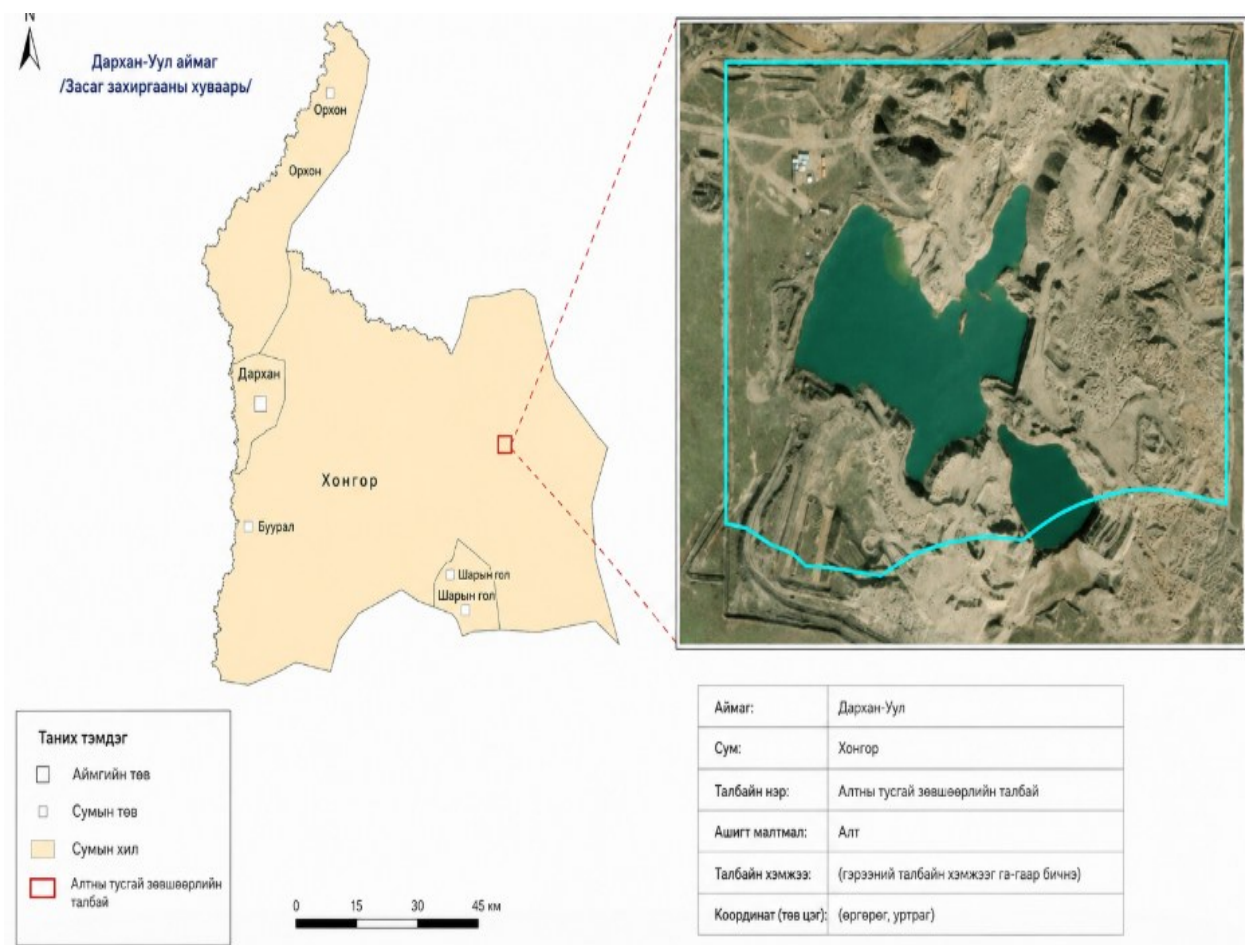 N
Дархан-Уул аймаг
/Засаг захиргааны хуваарь/
Орхон
Орхон
Дархан
Хонгор
Буурал
Шарын гол
Шарын гол
Таних тэмдэг
Аймгийн төв
Сумын төв
Сумын хил
Алтны тусгай зөвшөөрлийн
талбай
0 15 30 45 км
Аймаг: Дархан-Уул
Сум: Хонгор
Талбайн нэр: Алтны тусгай зөвшөөрлийн талбай
Ашигт малтмал: Алт
Талбайн хэмжээ: (гэрээний талбайн хэмжээг га-гаар бичнэ)
Координат (төв цэг): (өргөрөг, уртраг)